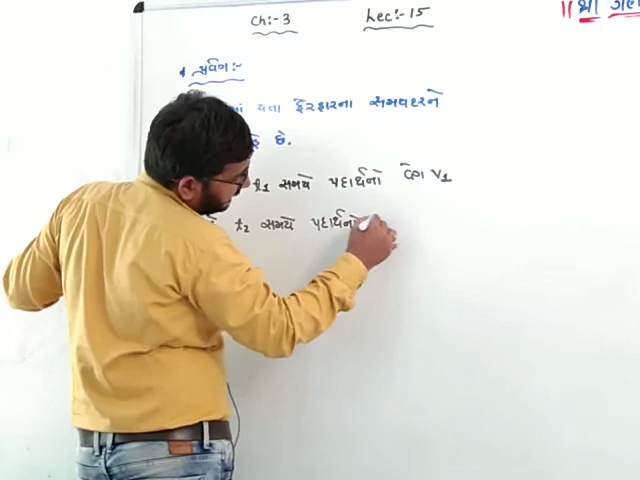 Ch:-3 Lec:-15 ॥ શ્રી
* પ્રવેગ:-
માં થતા ફેરફારના સમયદરને
છે.
t1 સમયે પદાર્થનો વેગ V1
t2 સમયે પદાર્થનો